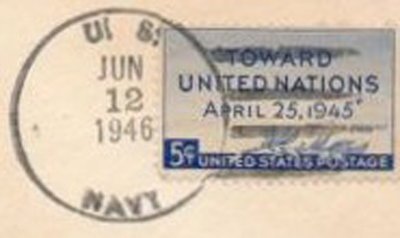 U. S.
JUN
12
1946
NAVY
TOWARD
UNITED NATIONS
APRIL 25, 1945
5¢ UNITED STATES POSTAGE